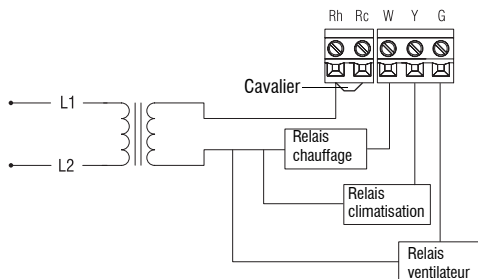 Rh Rc W Y G
Cavalier
L1
L2
Relais
chauffage
Relais
climatisation
Relais
ventilateur